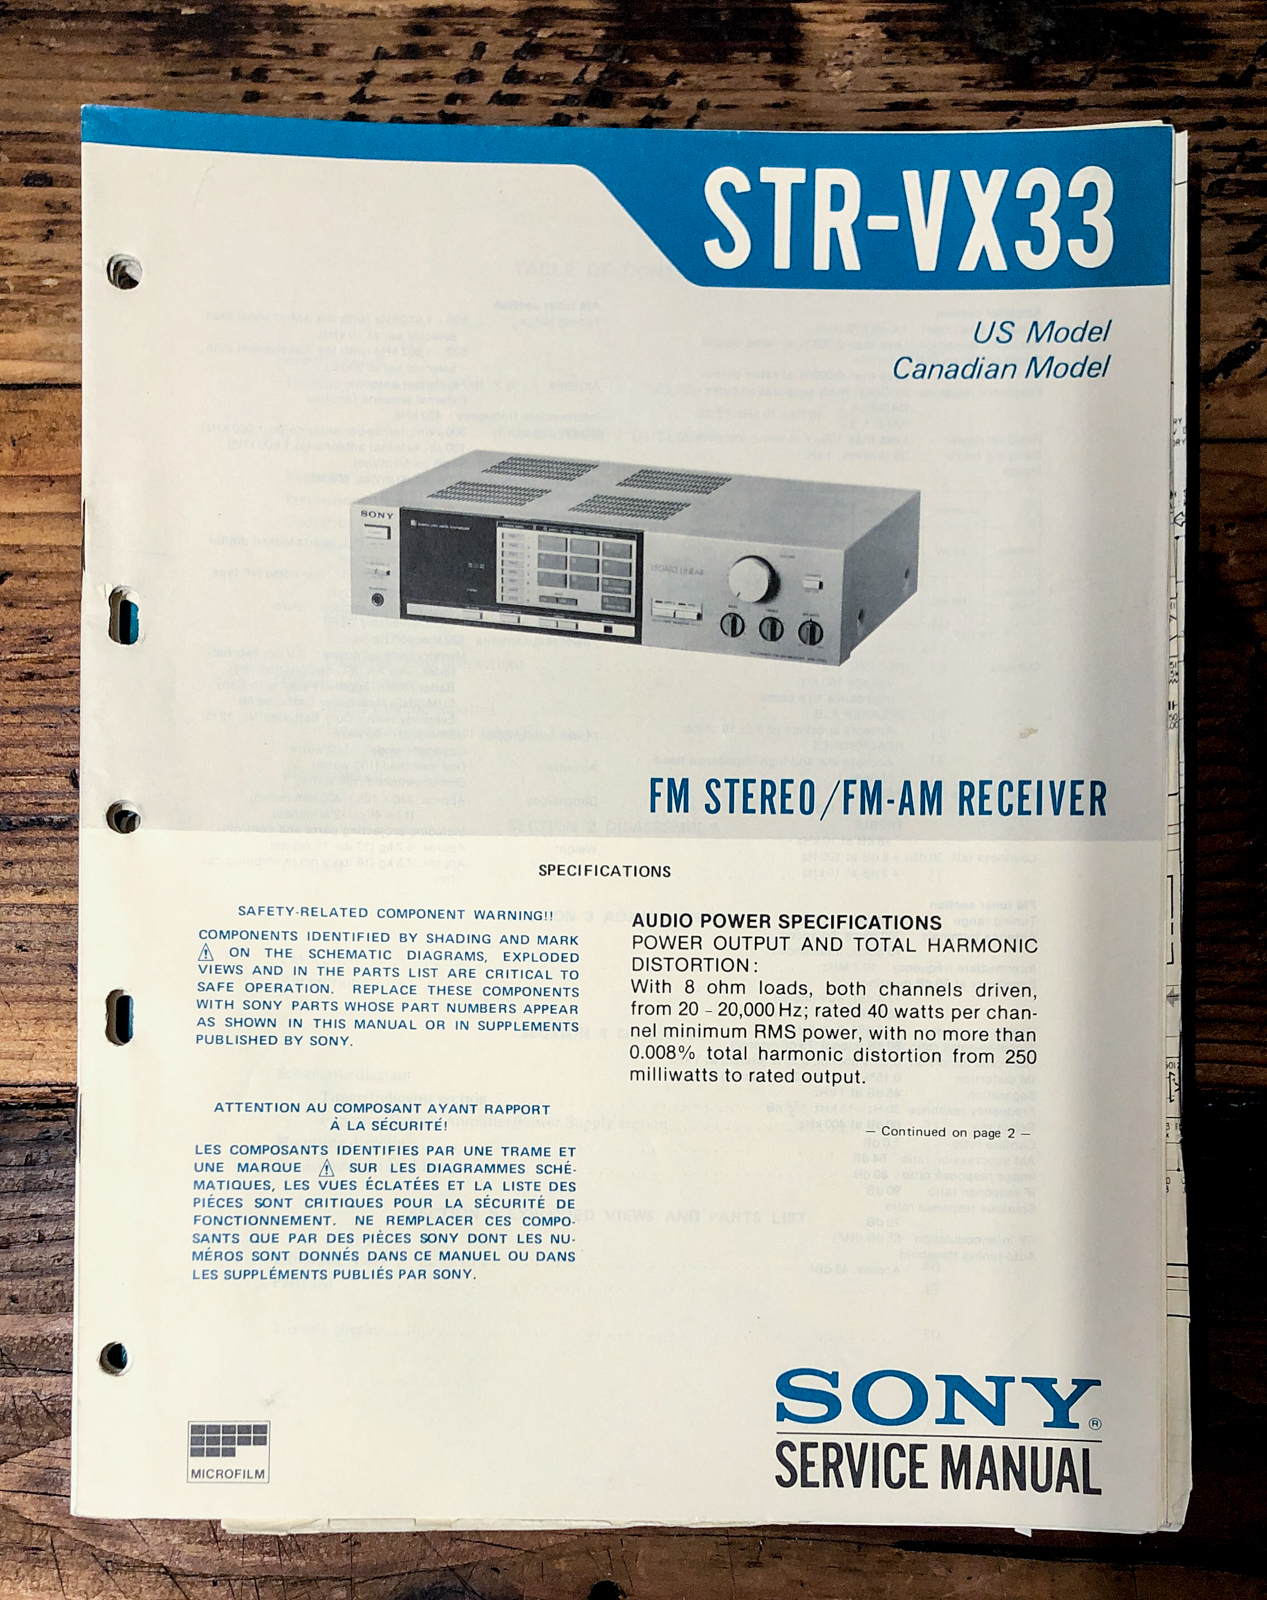 STR-VX33
US Model
Canadian Model
SONY
LEGATO LINEAR
FM STEREO/FM-AM RECEIVER
SPECIFICATIONS
SAFETY-RELATED COMPONENT WARNING!!
COMPONENTS IDENTIFIED BY SHADING AND MARK
⚠ ON THE SCHEMATIC DIAGRAMS, EXPLODED
VIEWS AND IN THE PARTS LIST ARE CRITICAL TO
SAFE OPERATION. REPLACE THESE COMPONENTS
WITH SONY PARTS WHOSE PART NUMBERS APPEAR
AS SHOWN IN THIS MANUAL OR IN SUPPLEMENTS
PUBLISHED BY SONY.
ATTENTION AU COMPOSANT AYANT RAPPORT
À LA SÉCURITÉ!
LES COMPOSANTS IDENTIFIÉS PAR UNE TRAME ET
UNE MARQUE ⚠ SUR LES DIAGRAMMES SCHÉ-
MATIQUES, LES VUES ÉCLATÉES ET LA LISTE DES
PIÉCES SONT CRITIQUES POUR LA SÉCURITÉ DE
FONCTIONNEMENT. NE REMPLACER CES COMPO-
SANTS QUE PAR DES PIÈCES SONY DONT LES NU-
MÉROS SONT DONNÉS DANS CE MANUEL OU DANS
LES SUPPLÉMENTS PUBLIÉS PAR SONY.
AUDIO POWER SPECIFICATIONS
POWER OUTPUT AND TOTAL HARMONIC
DISTORTION:
With 8 ohm loads, both channels driven,
from 20 - 20,000 Hz; rated 40 watts per chan-
nel minimum RMS power, with no more than
0.008% total harmonic distortion from 250
milliwatts to rated output.
— Continued on page 2 —
MICROFILM
SONY®
SERVICE MANUAL